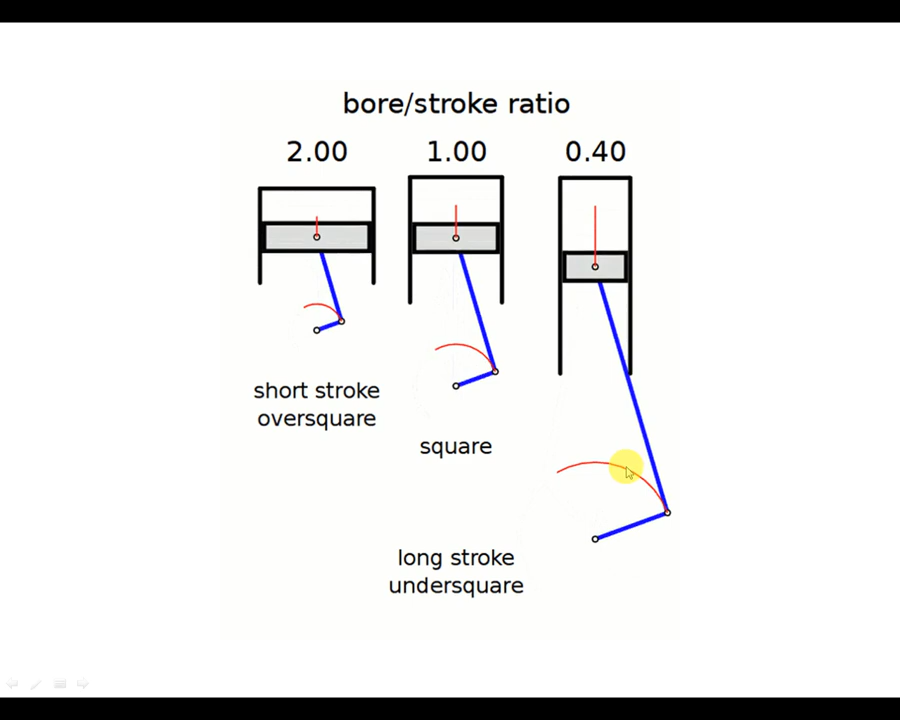 bore/stroke ratio
2.00 1.00 0.40
short stroke
oversquare
square
long stroke
undersquare